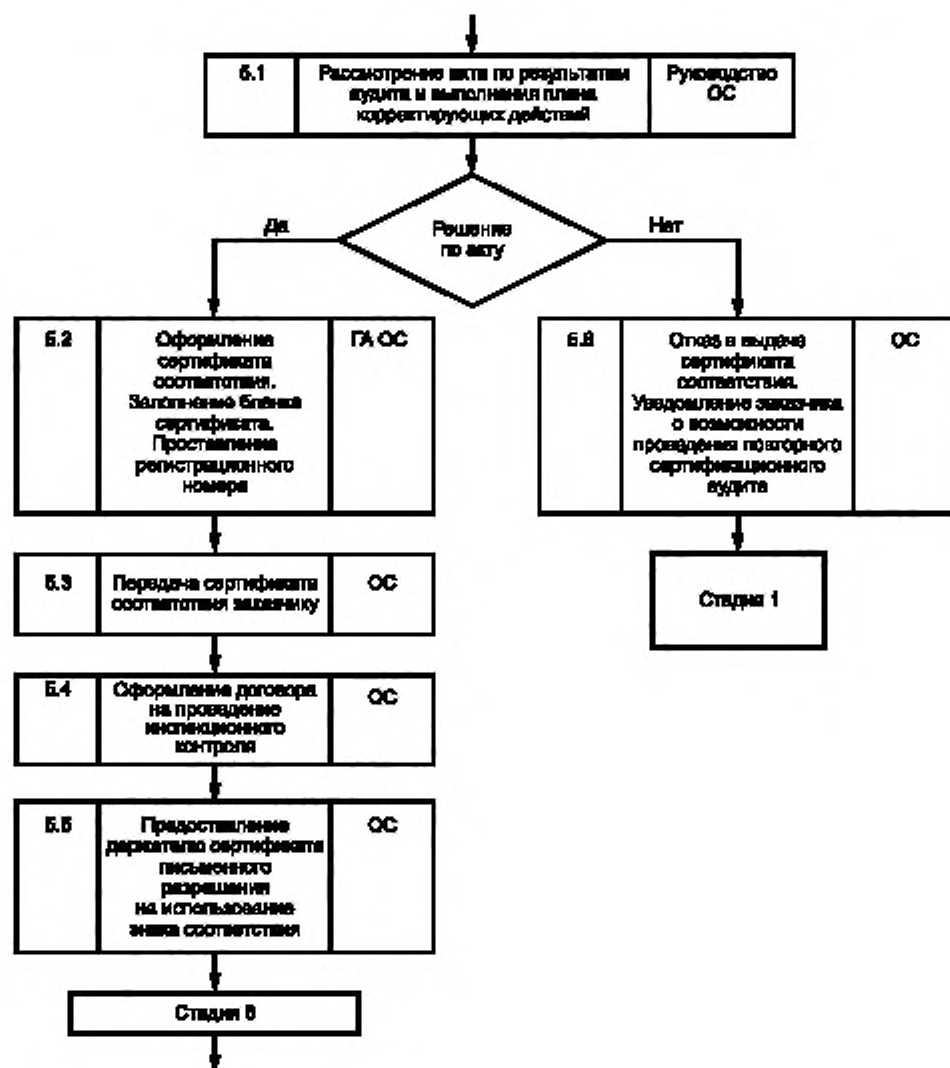 5.1
Рассмотрение акта по результатам
аудита и выполнения плана
корректирующих действий
Руководство
ОС
Решение
по акту
Да
Нет
5.2
Оформление
сертификата
соответствия.
Заполнение бланка
сертификата.
Проставление
регистрационного
номера
ГА ОС
Отказ в выдаче
сертификата
соответствия.
Уведомление заказчика
о возможности
проведения повторного
сертификационного
аудита
ОС
5.3
Передача сертификата
соответствия заказчику
ОС
Стадия 1
5.4
Оформление договора
на проведение
инспекционного
контроля
ОС
5.5
Предоставление
держателю сертификата
письменного
разрешения
на использование
знака соответствия
ОС
Стадия